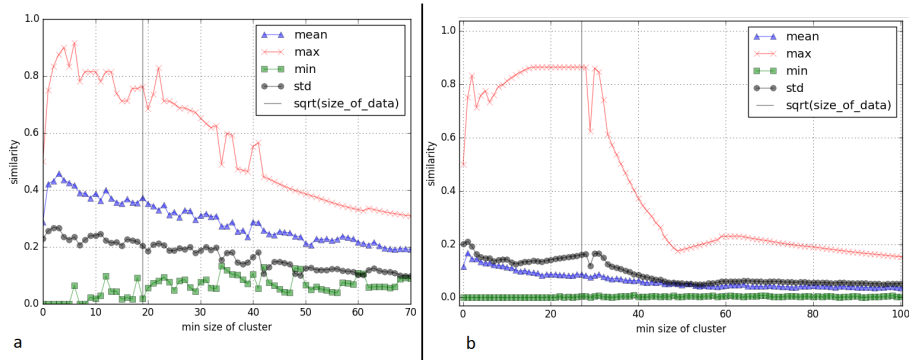 1.0
0.8
0.6
0.4
0.2
0.0
similarity
0 10 20 30 40 50 60 70
min size of cluster
mean
max
min
std
sqrt(size_of_data)
a
1.0
0.8
0.6
0.4
0.2
0.0
similarity
0 20 40 60 80 100
min size of cluster
mean
max
min
std
sqrt(size_of_data)
b